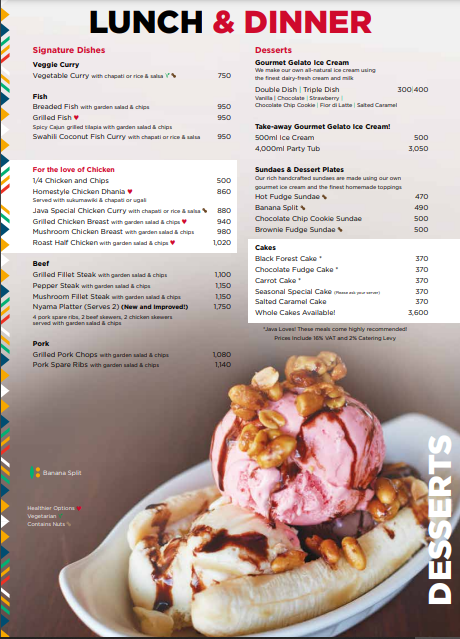 LUNCH & DINNER
Signature Dishes
Veggie Curry
Vegetable Curry with chapati or rice & salsa 750
Fish
Breaded Fish with garden salad & chips 950
Grilled Fish ♥ 950
Spicy Cajun grilled tilapia with garden salad & chips
Swahili Coconut Fish Curry with chapati or rice & salsa 950
For the love of Chicken
1/4 Chicken and Chips 500
Homestyle Chicken Dhania ♥ 860
Served with sukumawiki & chapati or ugali
Java Special Chicken Curry with chapati or rice & salsa 880
Grilled Chicken Breast with garden salad & chips ♥ 940
Mushroom Chicken Breast with garden salad & chips 980
Roast Half Chicken with garden salad & chips ♥ 1,020
Beef
Grilled Fillet Steak with garden salad & chips 1,100
Pepper Steak with garden salad & chips 1,150
Mushroom Fillet Steak with garden salad & chips 1,150
Nyama Platter (Serves 2) (New and Improved!) 1,750
4 pork spare ribs, 2 beef skewers, 2 chicken skewers
served with garden salad & chips
Pork
Grilled Pork Chops with garden salad & chips 1,080
Pork Spare Ribs with garden salad & chips 1,140
Desserts
Gourmet Gelato Ice Cream
We make our own all-natural ice cream using
the finest dairy-fresh cream and milk
Double Dish | Triple Dish 300|400
Vanilla | Chocolate | Strawberry |
Chocolate Chip Cookie | Fior di Latte | Salted Caramel
Take-away Gourmet Gelato Ice Cream!
500ml Ice Cream 500
4,000ml Party Tub 3,050
Sundaes & Dessert Plates
Our rich handcrafted sundaes are made using our own
gourmet ice cream and the finest homemade toppings
Hot Fudge Sundae 470
Banana Split 490
Chocolate Chip Cookie Sundae 500
Brownie Fudge Sundae 500
Cakes
Black Forest Cake * 370
Chocolate Fudge Cake * 370
Carrot Cake * 370
Seasonal Special Cake (Please ask your server) 370
Salted Caramel Cake 370
Whole Cakes Available! 3,600
*Java Loves! These meals come highly recommended!
Prices include 16% VAT and 2% Catering Levy
Banana Split
Healthier Options ♥
Vegetarian
Contains Nuts
DESSERTS